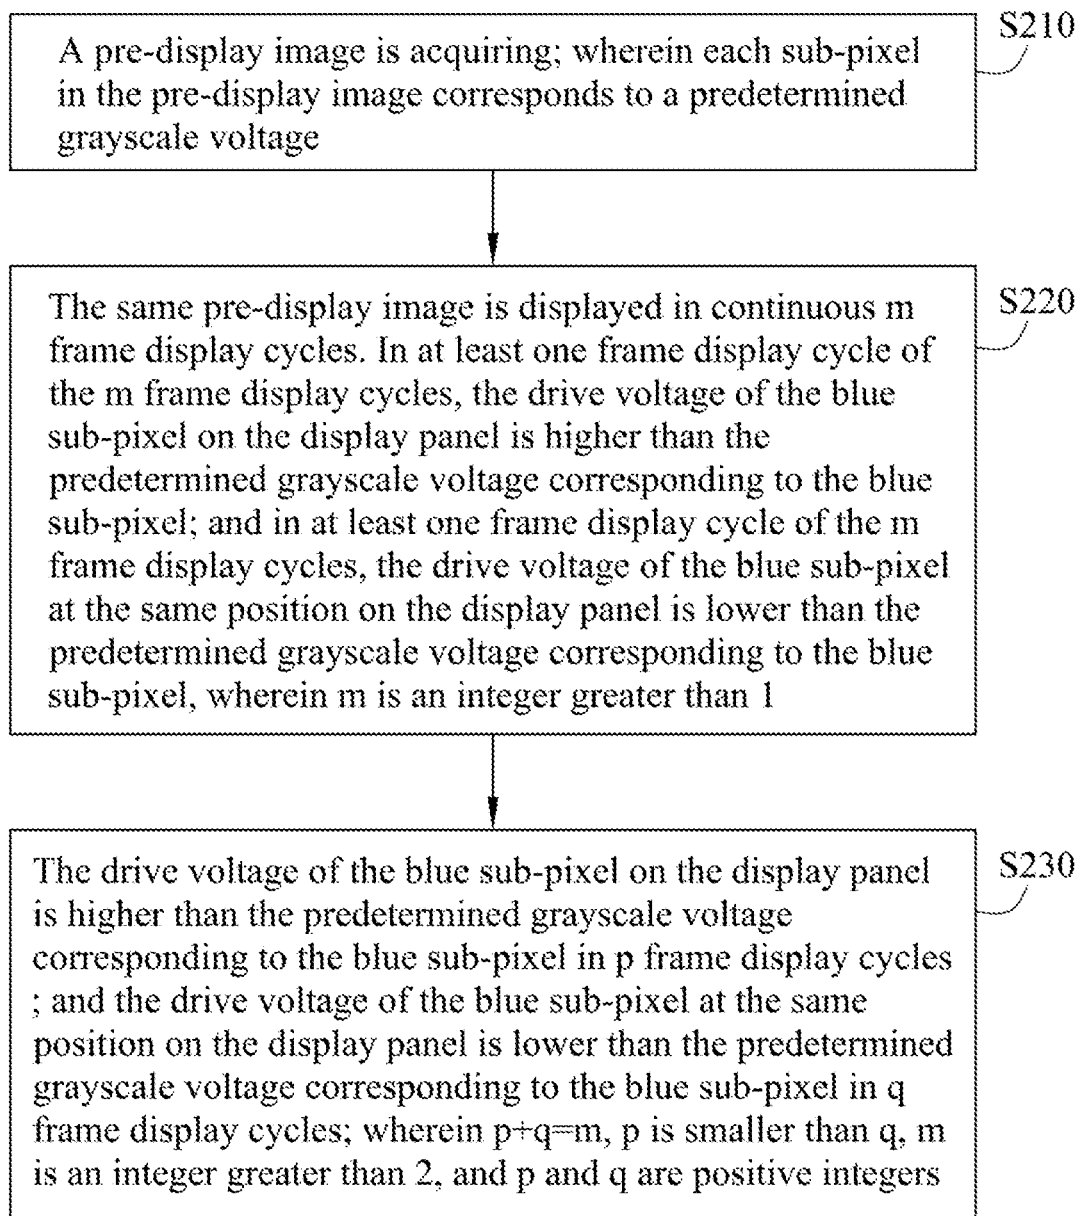 S210
A pre-display image is acquiring; wherein each sub-pixel
in the pre-display image corresponds to a predetermined
grayscale voltage
S220
The same pre-display image is displayed in continuous m
frame display cycles. In at least one frame display cycle of
the m frame display cycles, the drive voltage of the blue
sub-pixel on the display panel is higher than the
predetermined grayscale voltage corresponding to the blue
sub-pixel; and in at least one frame display cycle of the m
frame display cycles, the drive voltage of the blue sub-pixel
at the same position on the display panel is lower than the
predetermined grayscale voltage corresponding to the blue
sub-pixel, wherein m is an integer greater than 1
S230
The drive voltage of the blue sub-pixel on the display panel
is higher than the predetermined grayscale voltage
corresponding to the blue sub-pixel in p frame display cycles
; and the drive voltage of the blue sub-pixel at the same
position on the display panel is lower than the predetermined
grayscale voltage corresponding to the blue sub-pixel in q
frame display cycles; wherein p+q=m, p is smaller than q, m
is an integer greater than 2, and p and q are positive integers